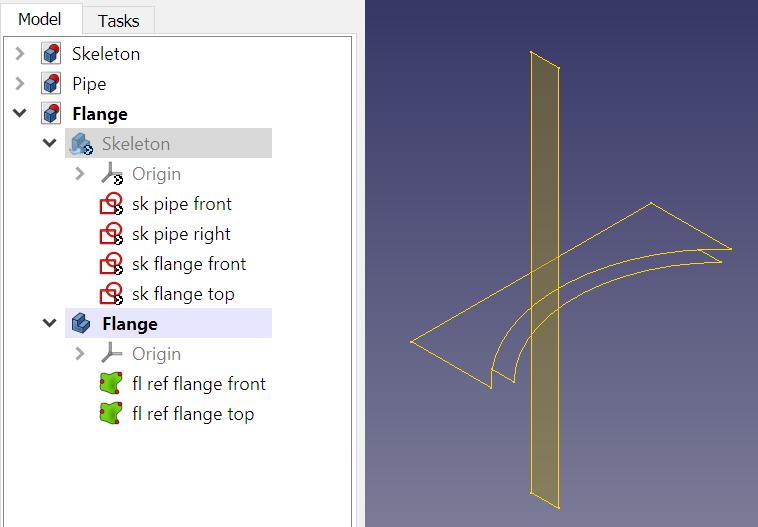 Model Tasks
Skeleton
Pipe
Flange
Skeleton
Origin
sk pipe front
sk pipe right
sk flange front
sk flange top
Flange
Origin
fl ref flange front
fl ref flange top